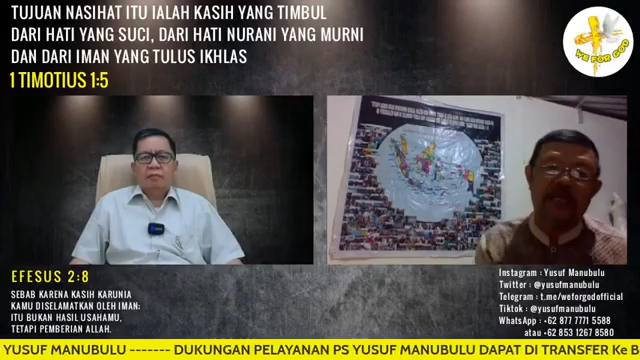 TUJUAN NASIHAT ITU IALAH KASIH YANG TIMBUL
DARI HATI YANG SUCI, DARI HATI NURANI YANG MURNI
DAN DARI IMAN YANG TULUS IKHLAS
1 TIMOTIUS 1:5
WE FOR GOD
EFESUS 2:8
SEBAB KARENA KASIH KARUNIA
KAMU DISELAMATKAN OLEH IMAN;
ITU BUKAN HASIL USAHAMU,
TETAPI PEMBERIAN ALLAH.
Instagram : Yusuf Manubulu
Twitter : @yusufmanubulu
Telegram : t.me/weforgodofficial
Tiktok : @yusufmanubulu
WhatsApp : +62 877 7771 5588
atau +62 853 1267 8580
YUSUF MANUBULU ------- DUKUNGAN PELAYANAN PS YUSUF MANUBULU DAPAT DI TRANSFER Ke B